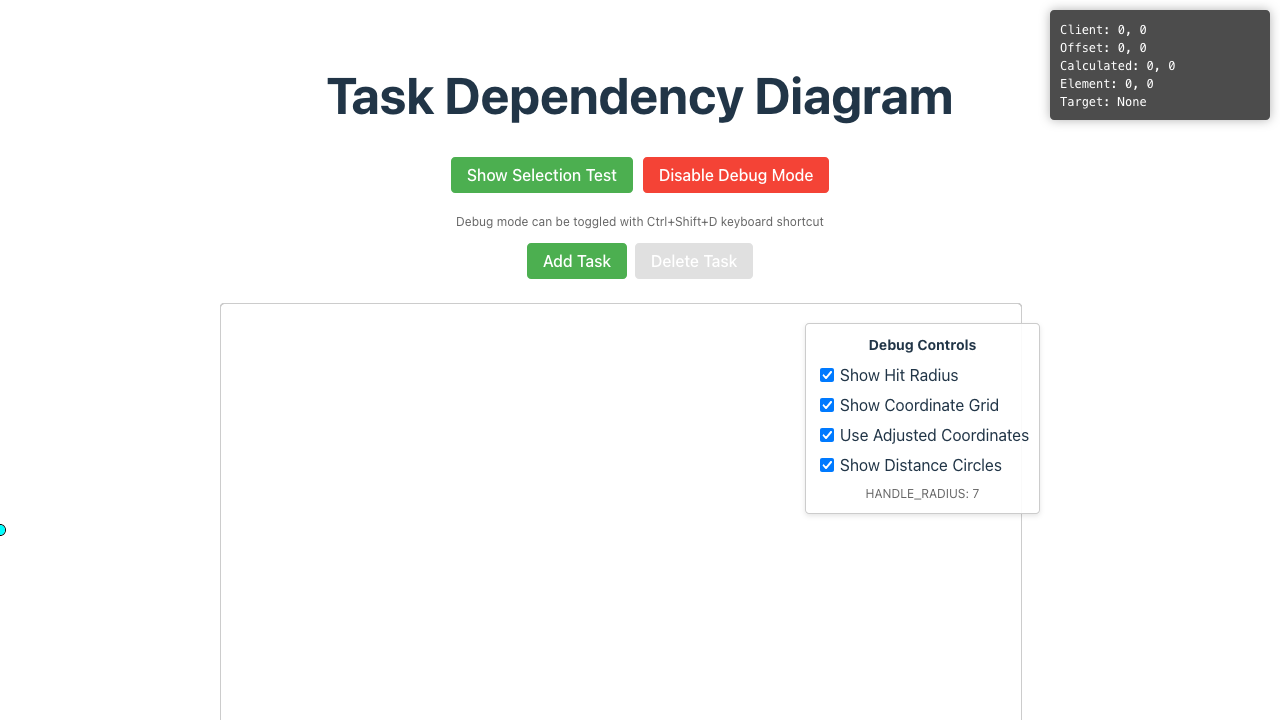 Client: 0, 0
Offset: 0, 0
Calculated: 0, 0
Element: 0, 0
Target: None
Task Dependency Diagram
Show Selection Test
Disable Debug Mode
Debug mode can be toggled with Ctrl+Shift+D keyboard shortcut
Add Task
Delete Task
Debug Controls
Show Hit Radius
Show Coordinate Grid
Use Adjusted Coordinates
Show Distance Circles
HANDLE_RADIUS: 7